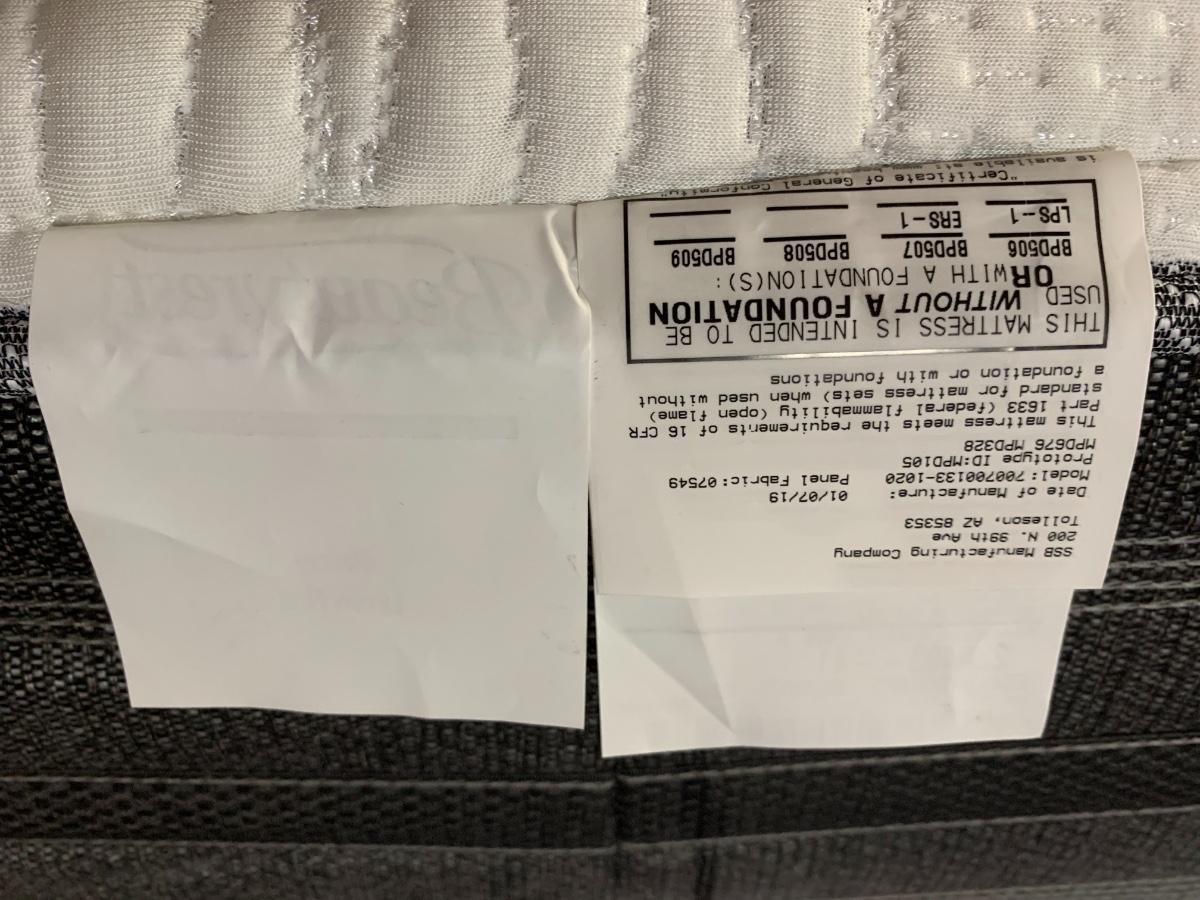 SSB Manufacturing Company
200 N. 99th Ave
Tolleson, AZ 85353
Date of Manufacture: 01/07/19
Model: 700700133-1020 Panel Fabric: 07549
Prototype ID:MPD105
MPD676 MPD328
This mattress meets the requirements of 16 CFR
Part 1633 (federal flammability (open flame)
standard for mattress sets) when used without
a foundation or with foundations
THIS MATTRESS IS INTENDED TO BE
USED WITHOUT A FOUNDATION
OR WITH A FOUNDATION(S):
BPD506 BPD507 BPD508 BPD509
LPS-1 ERS-1
"Certificate of General Conformity"
is available at:
Beautyrest